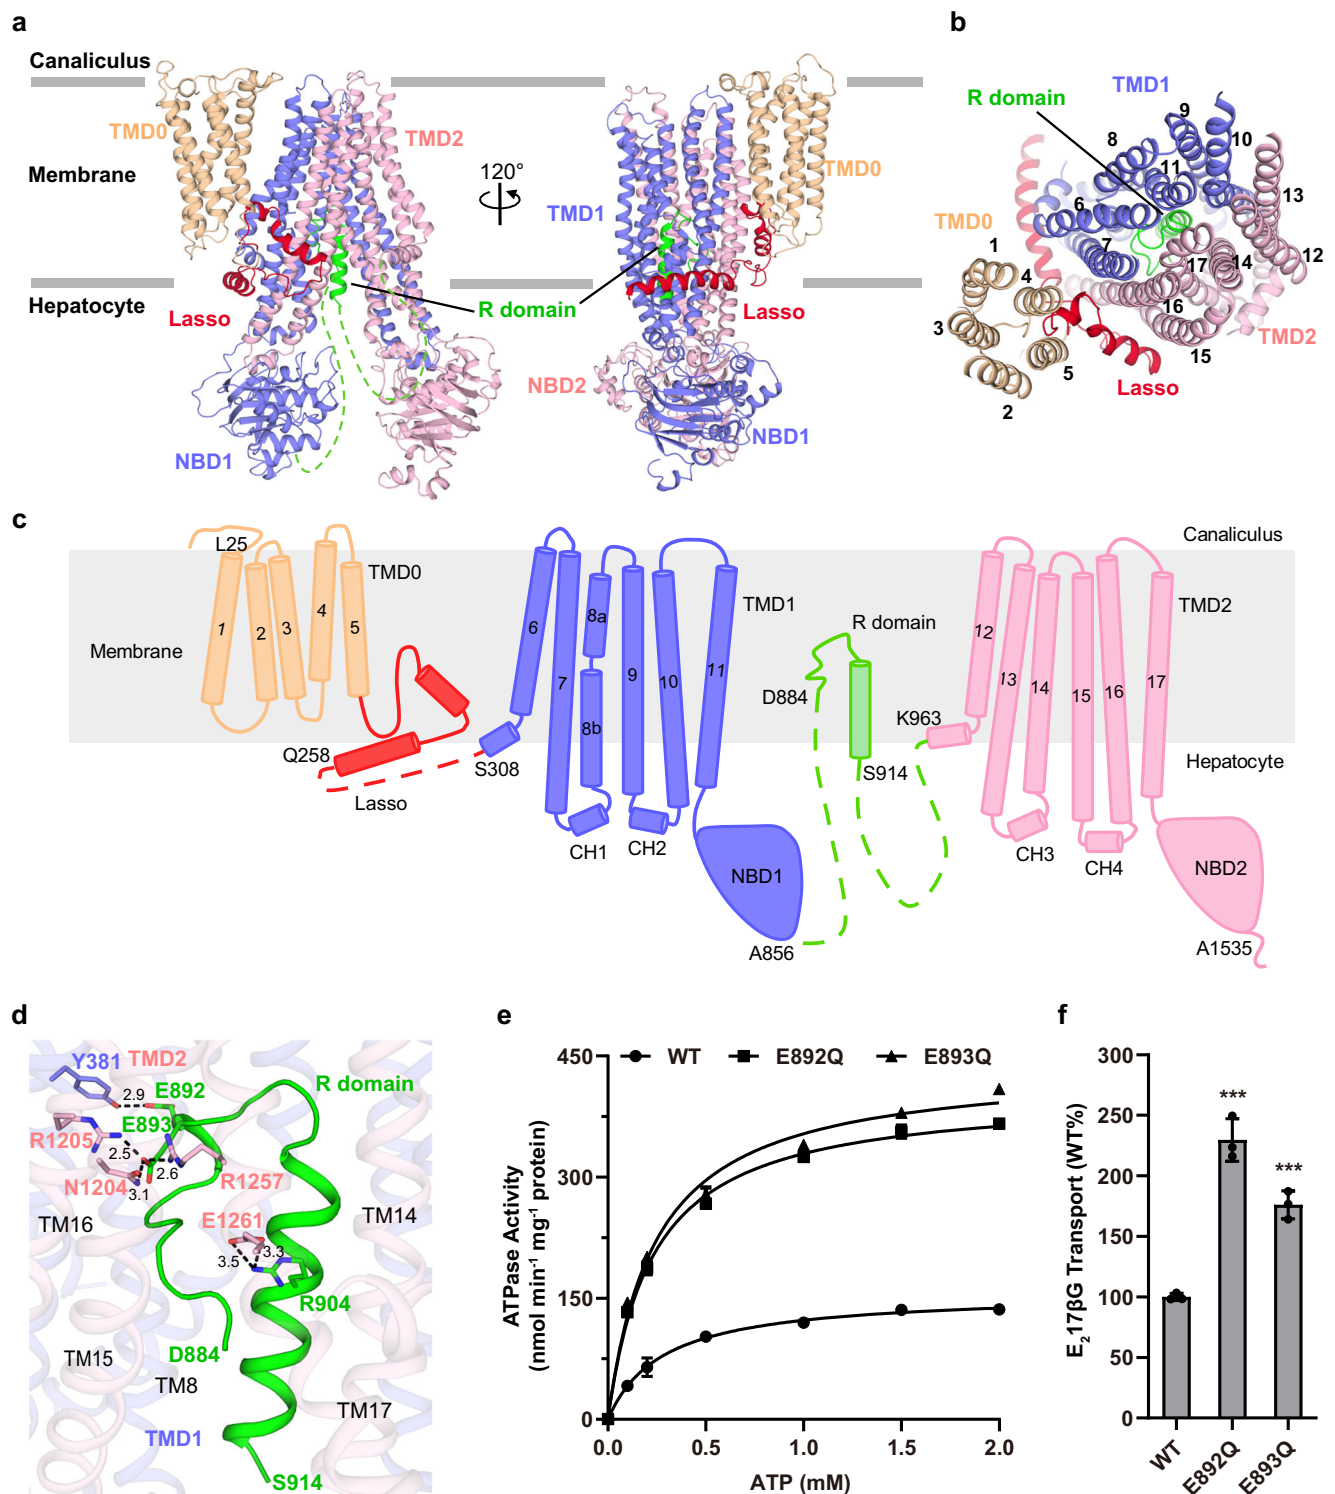 a
Canaliculus
TMD0
TMD2
Membrane
120°
TMD1
TMD0
Hepatocyte
Lasso
R domain
Lasso
NBD2
NBD1
NBD1
b
TMD1
R domain
9
8
10
11
13
6
TMD0
7
17
14
12
1
4
16
3
TMD2
15
5
Lasso
2
c
Canaliculus
L25
TMD0
TMD1
TMD2
R domain
Membrane
1
2
3
4
5
6
7
8a
8b
9
10
11
12
13
14
15
16
17
D884
K963
Q258
S308
S914
Hepatocyte
Lasso
CH1
CH2
CH3
CH4
NBD1
NBD2
A856
A1535
d
TMD2
Y381
E892
R domain
2.9
E893
R1205
2.5
2.6
N1204
R1257
3.1
E1261
TM16
TM14
3.3
3.5
R904
D884
TM15
TM8
TM17
TMD1
S914
e
WT
E892Q
E893Q
ATPase Activity
(nmol min⁻¹ mg⁻¹ protein)
450
300
150
0
0.0
0.5
1.0
1.5
2.0
ATP (mM)
f
E₂17βG Transport (WT%)
300
250
200
150
100
50
0
***
***
WT
E892Q
E893Q